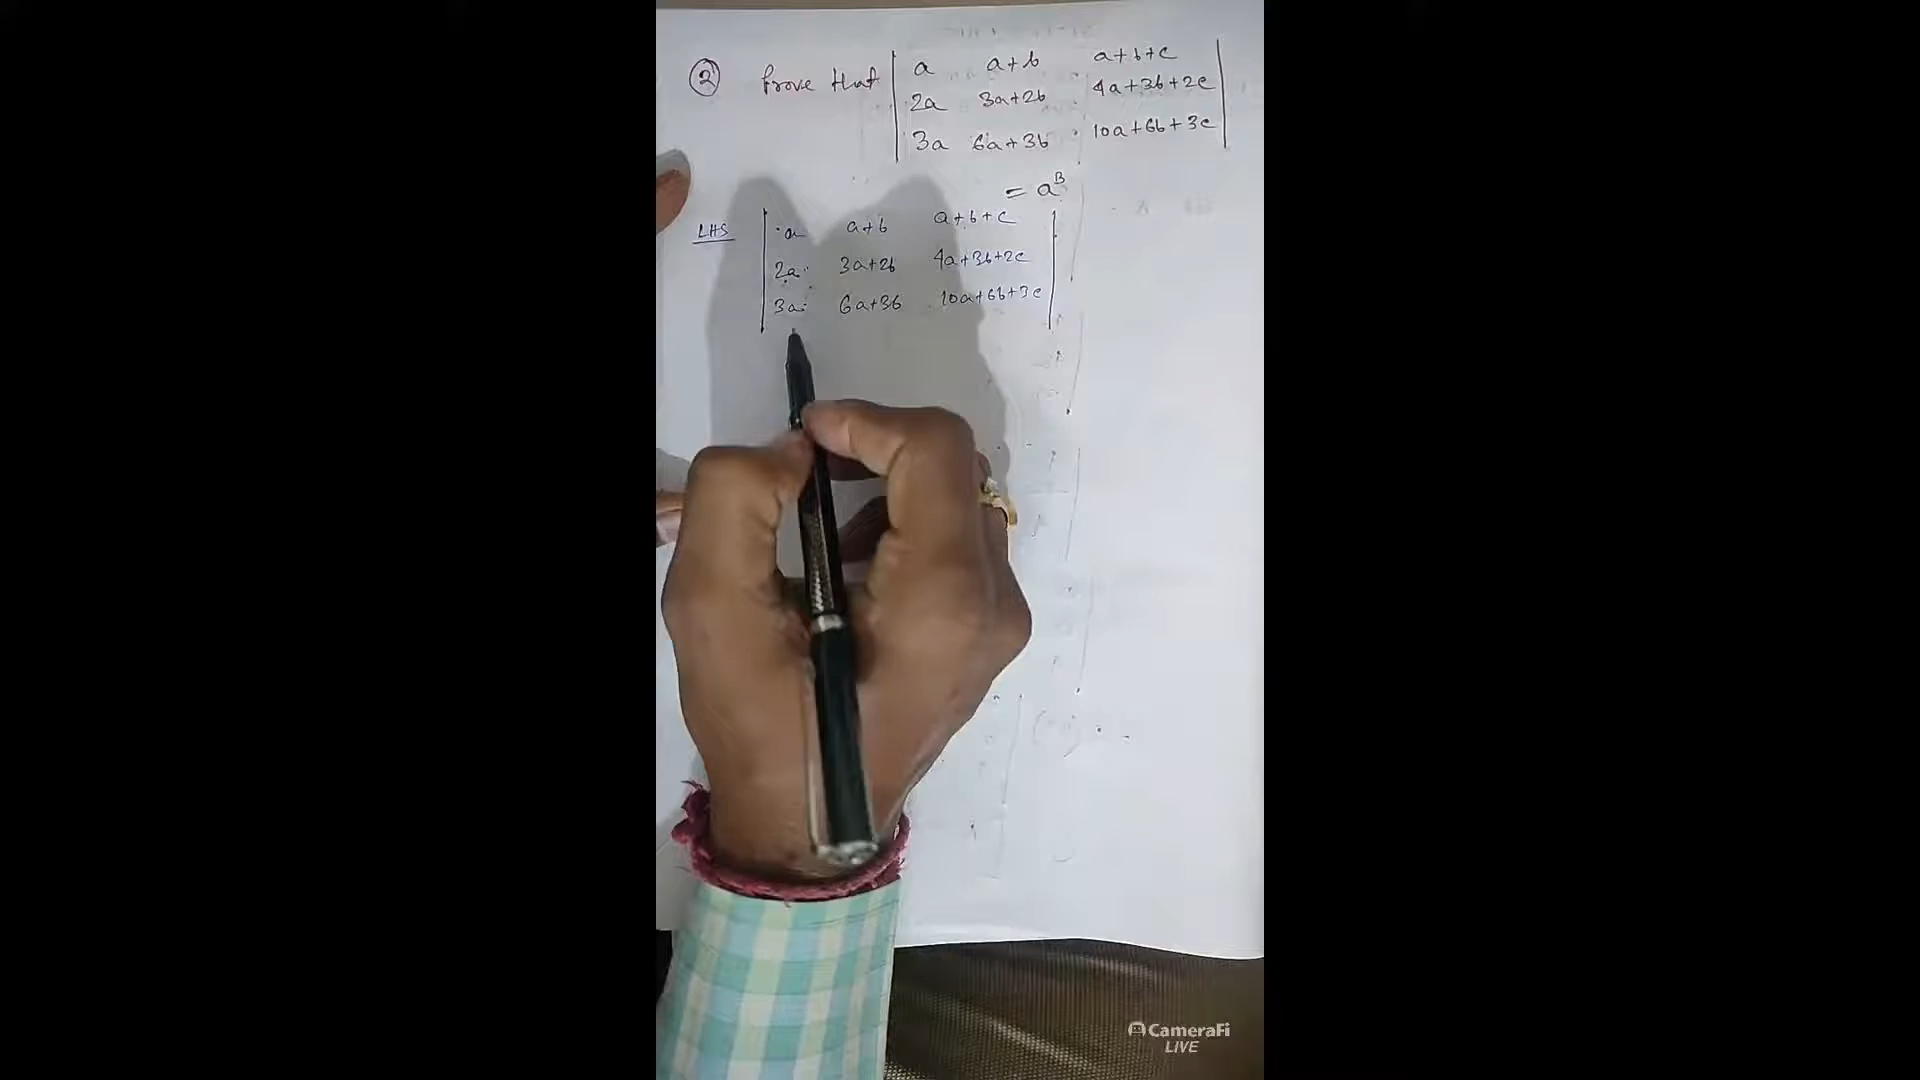 ② Prove that | a a+b a+b+c |
| 2a 3a+2b 4a+3b+2c |
| 3a 6a+3b 10a+6b+3c |
= a³
LHS | a a+b a+b+c |
| 2a 3a+2b 4a+3b+2c |
| 3a 6a+3b 10a+6b+3c |
CameraFi
LIVE